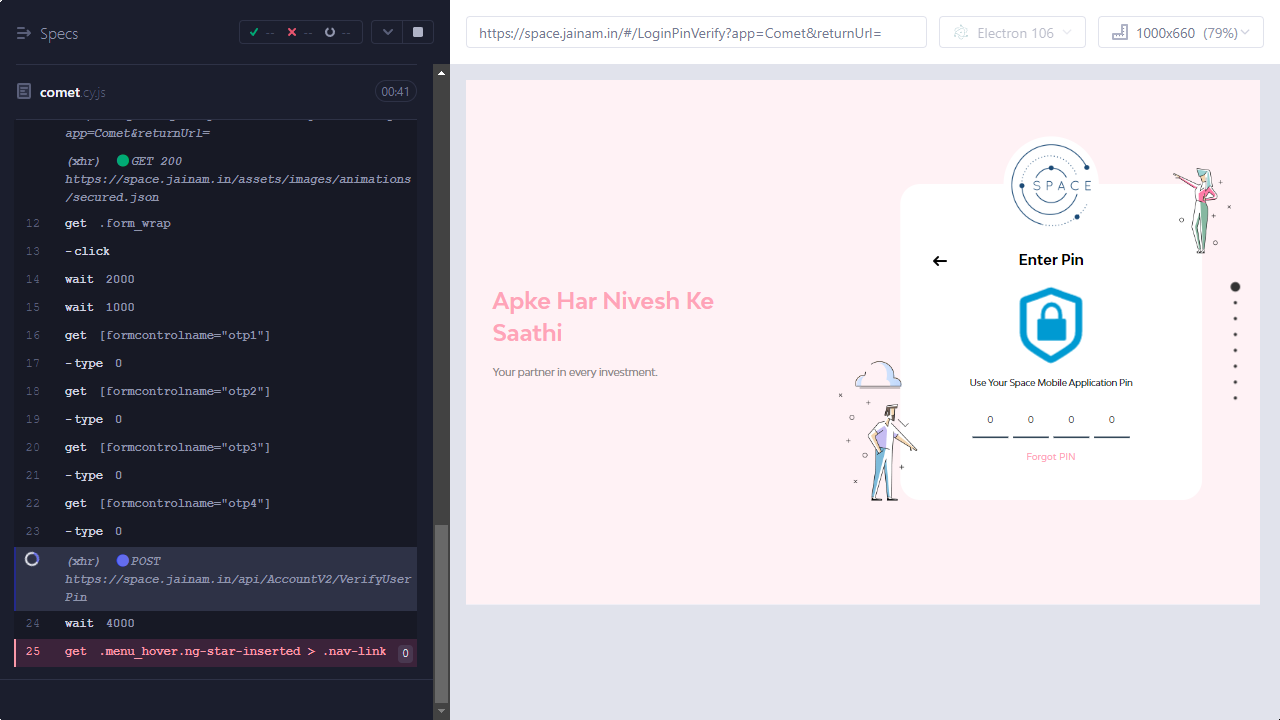 Specs
--
--
--
https://space.jainam.in/#/LoginPinVerify?app=Comet&returnUrl=
Electron 106
1000x660 (79%)
comet cy.js
00:41
app=Comet&returnUrl=
(xhr) GET 200
https://space.jainam.in/assets/images/animations
/secured.json
12 get .form_wrap
13 -click
14 wait 2000
15 wait 1000
16 get [formcontrolname="otp1"]
17 -type 0
18 get [formcontrolname="otp2"]
19 -type 0
20 get [formcontrolname="otp3"]
21 -type 0
22 get [formcontrolname="otp4"]
23 -type 0
(xhr) POST
https://space.jainam.in/api/AccountV2/VerifyUser
Pin
24 wait 4000
25 get .menu_hover.ng-star-inserted > .nav-link 0
Apke Har Nivesh Ke
Saathi
Your partner in every investment.
SPACE
Enter Pin
Use Your Space Mobile Application Pin
0 0 0 0
Forgot PIN